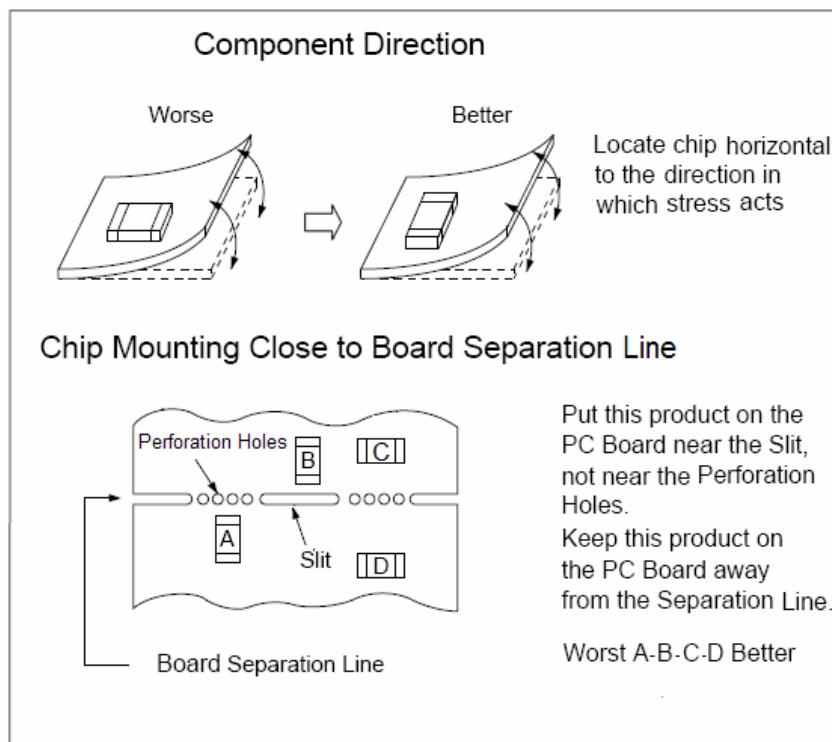 Component Direction
Worse
Better
Locate chip horizontal
to the direction in
which stress acts
Chip Mounting Close to Board Separation Line
Perforation Holes
B
C
A
Slit
D
Board Separation Line
Put this product on the
PC Board near the Slit,
not near the Perforation
Holes.
Keep this product on
the PC Board away
from the Separation Line.
Worst A-B-C-D Better